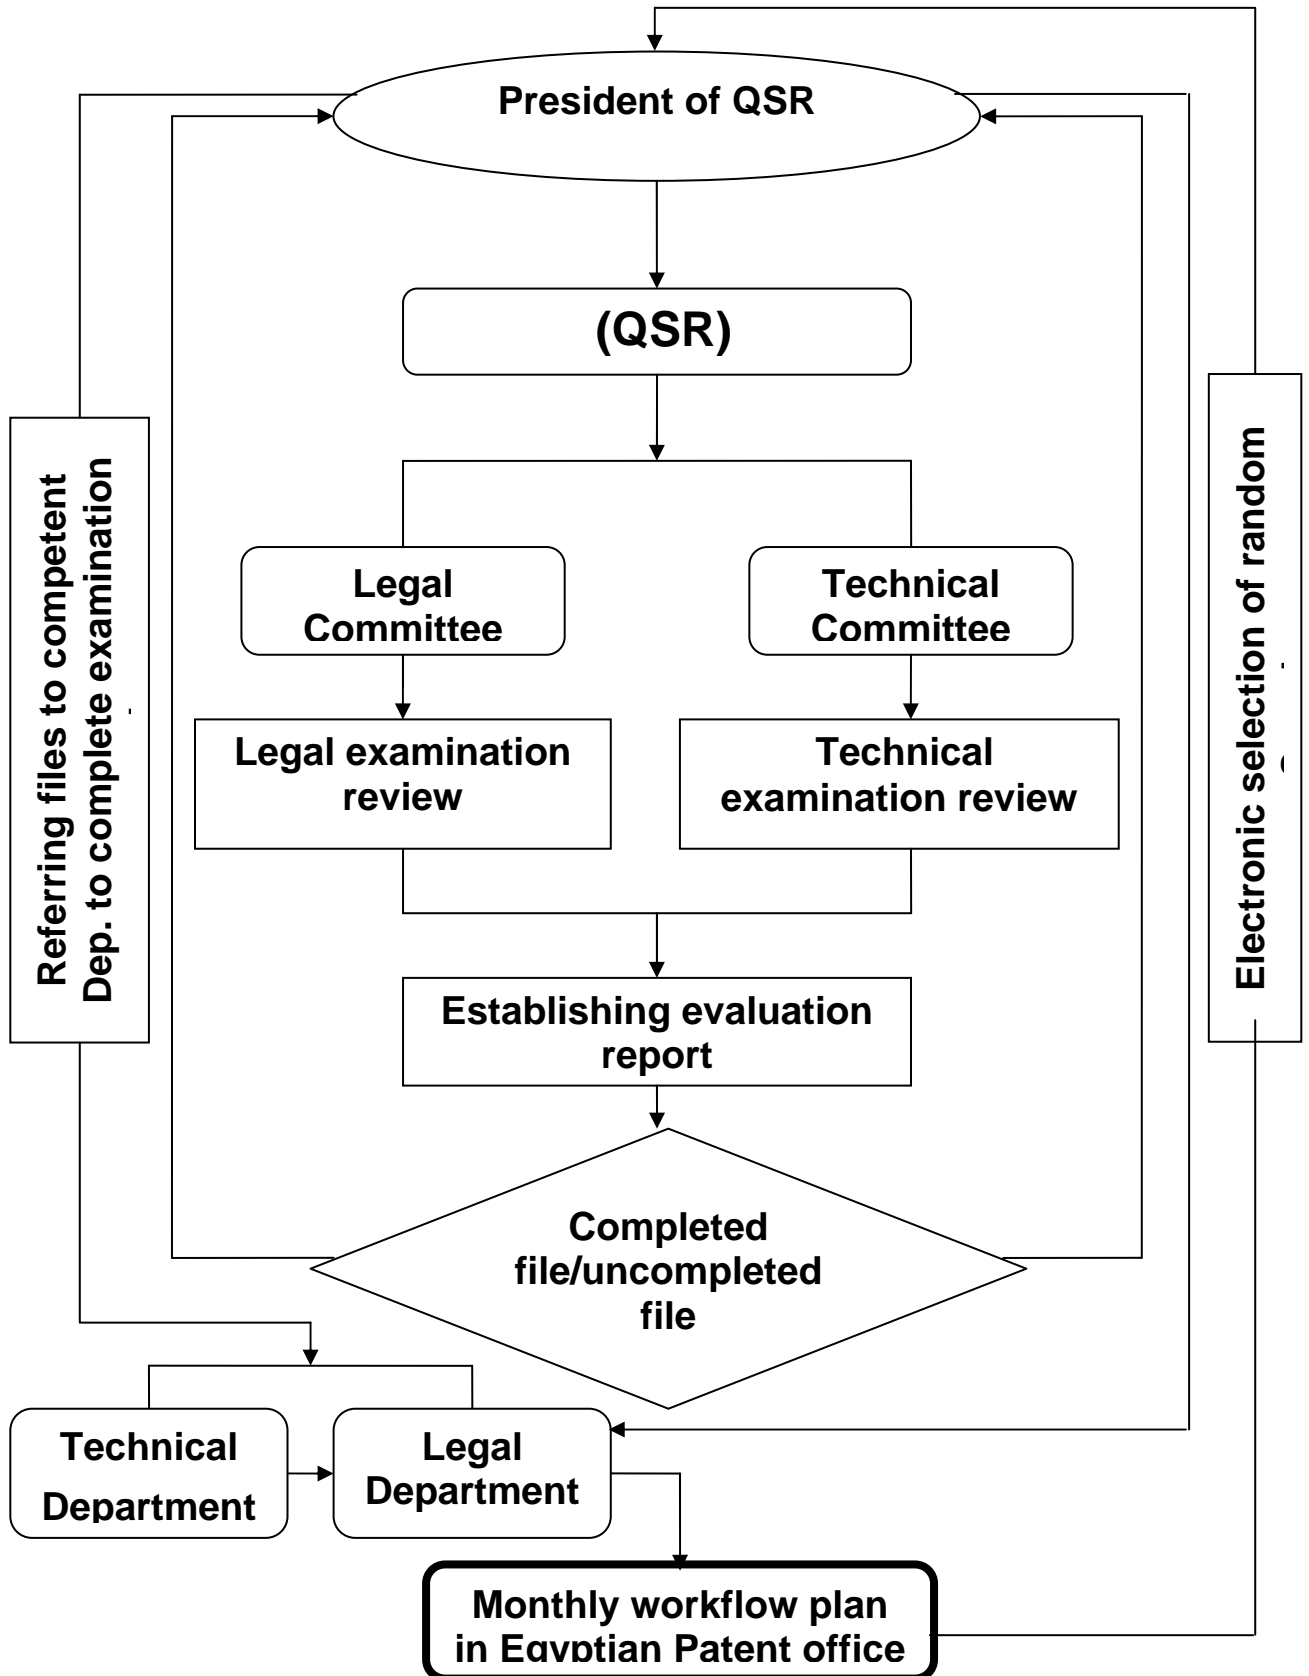 President of QSR
(QSR)
Referring files to competent
Dep. to complete examination
Electronic selection of random
Legal
Committee
Technical
Committee
Legal examination
review
Technical
examination review
Establishing evaluation
report
Completed
file/uncompleted
file
Technical
Department
Legal
Department
Monthly workflow plan
in Egyptian Patent office